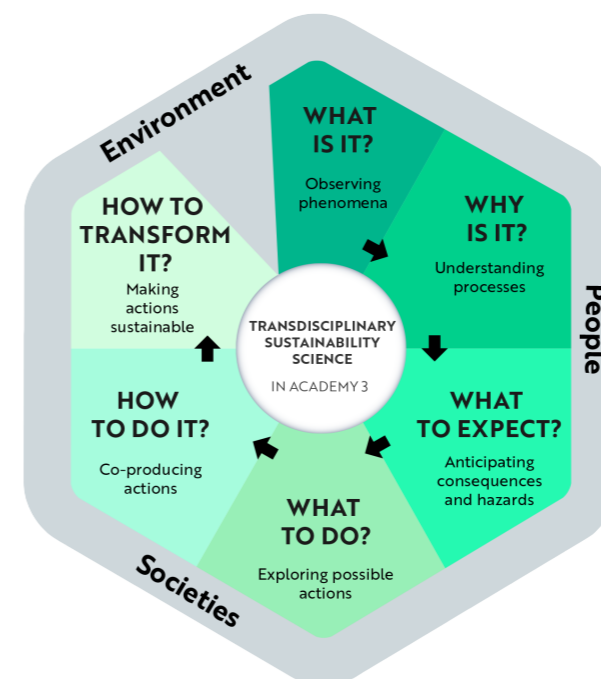 Environment
WHAT
IS IT?
Observing
phenomena
WHY
IS IT?
Understanding
processes
People
WHAT
TO EXPECT?
Anticipating
consequences
and hazards
WHAT
TO DO?
Exploring possible
actions
Societies
HOW
TO DO IT?
Co-producing
actions
HOW TO
TRANSFORM
IT?
Making
actions
sustainable
TRANSDISCIPLINARY
SUSTAINABILITY
SCIENCE
IN ACADEMY 3